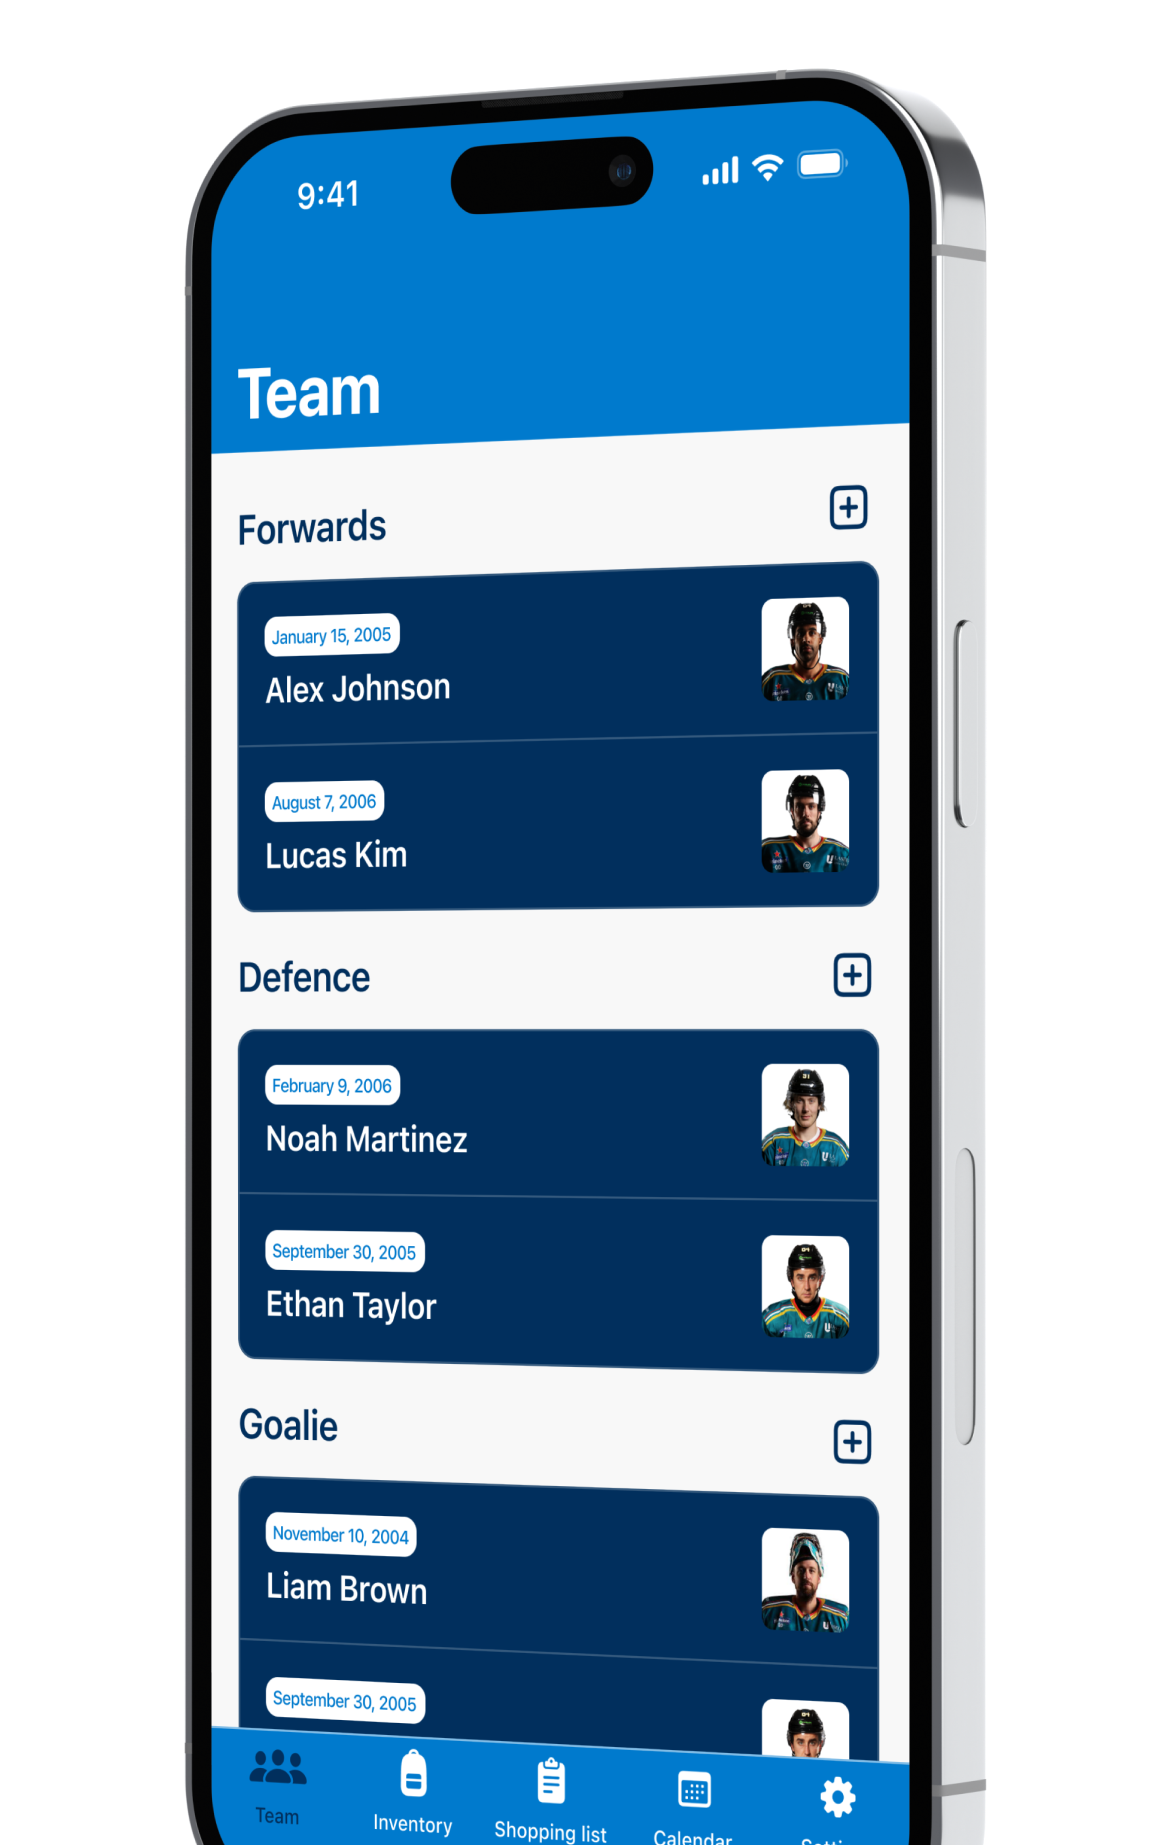 9:41
Team
Forwards
January 15, 2005
Alex Johnson
August 7, 2006
Lucas Kim
Defence
February 9, 2006
Noah Martinez
September 30, 2005
Ethan Taylor
Goalie
November 10, 2004
Liam Brown
September 30, 2005
Team
Inventory
Shopping list
Calendar